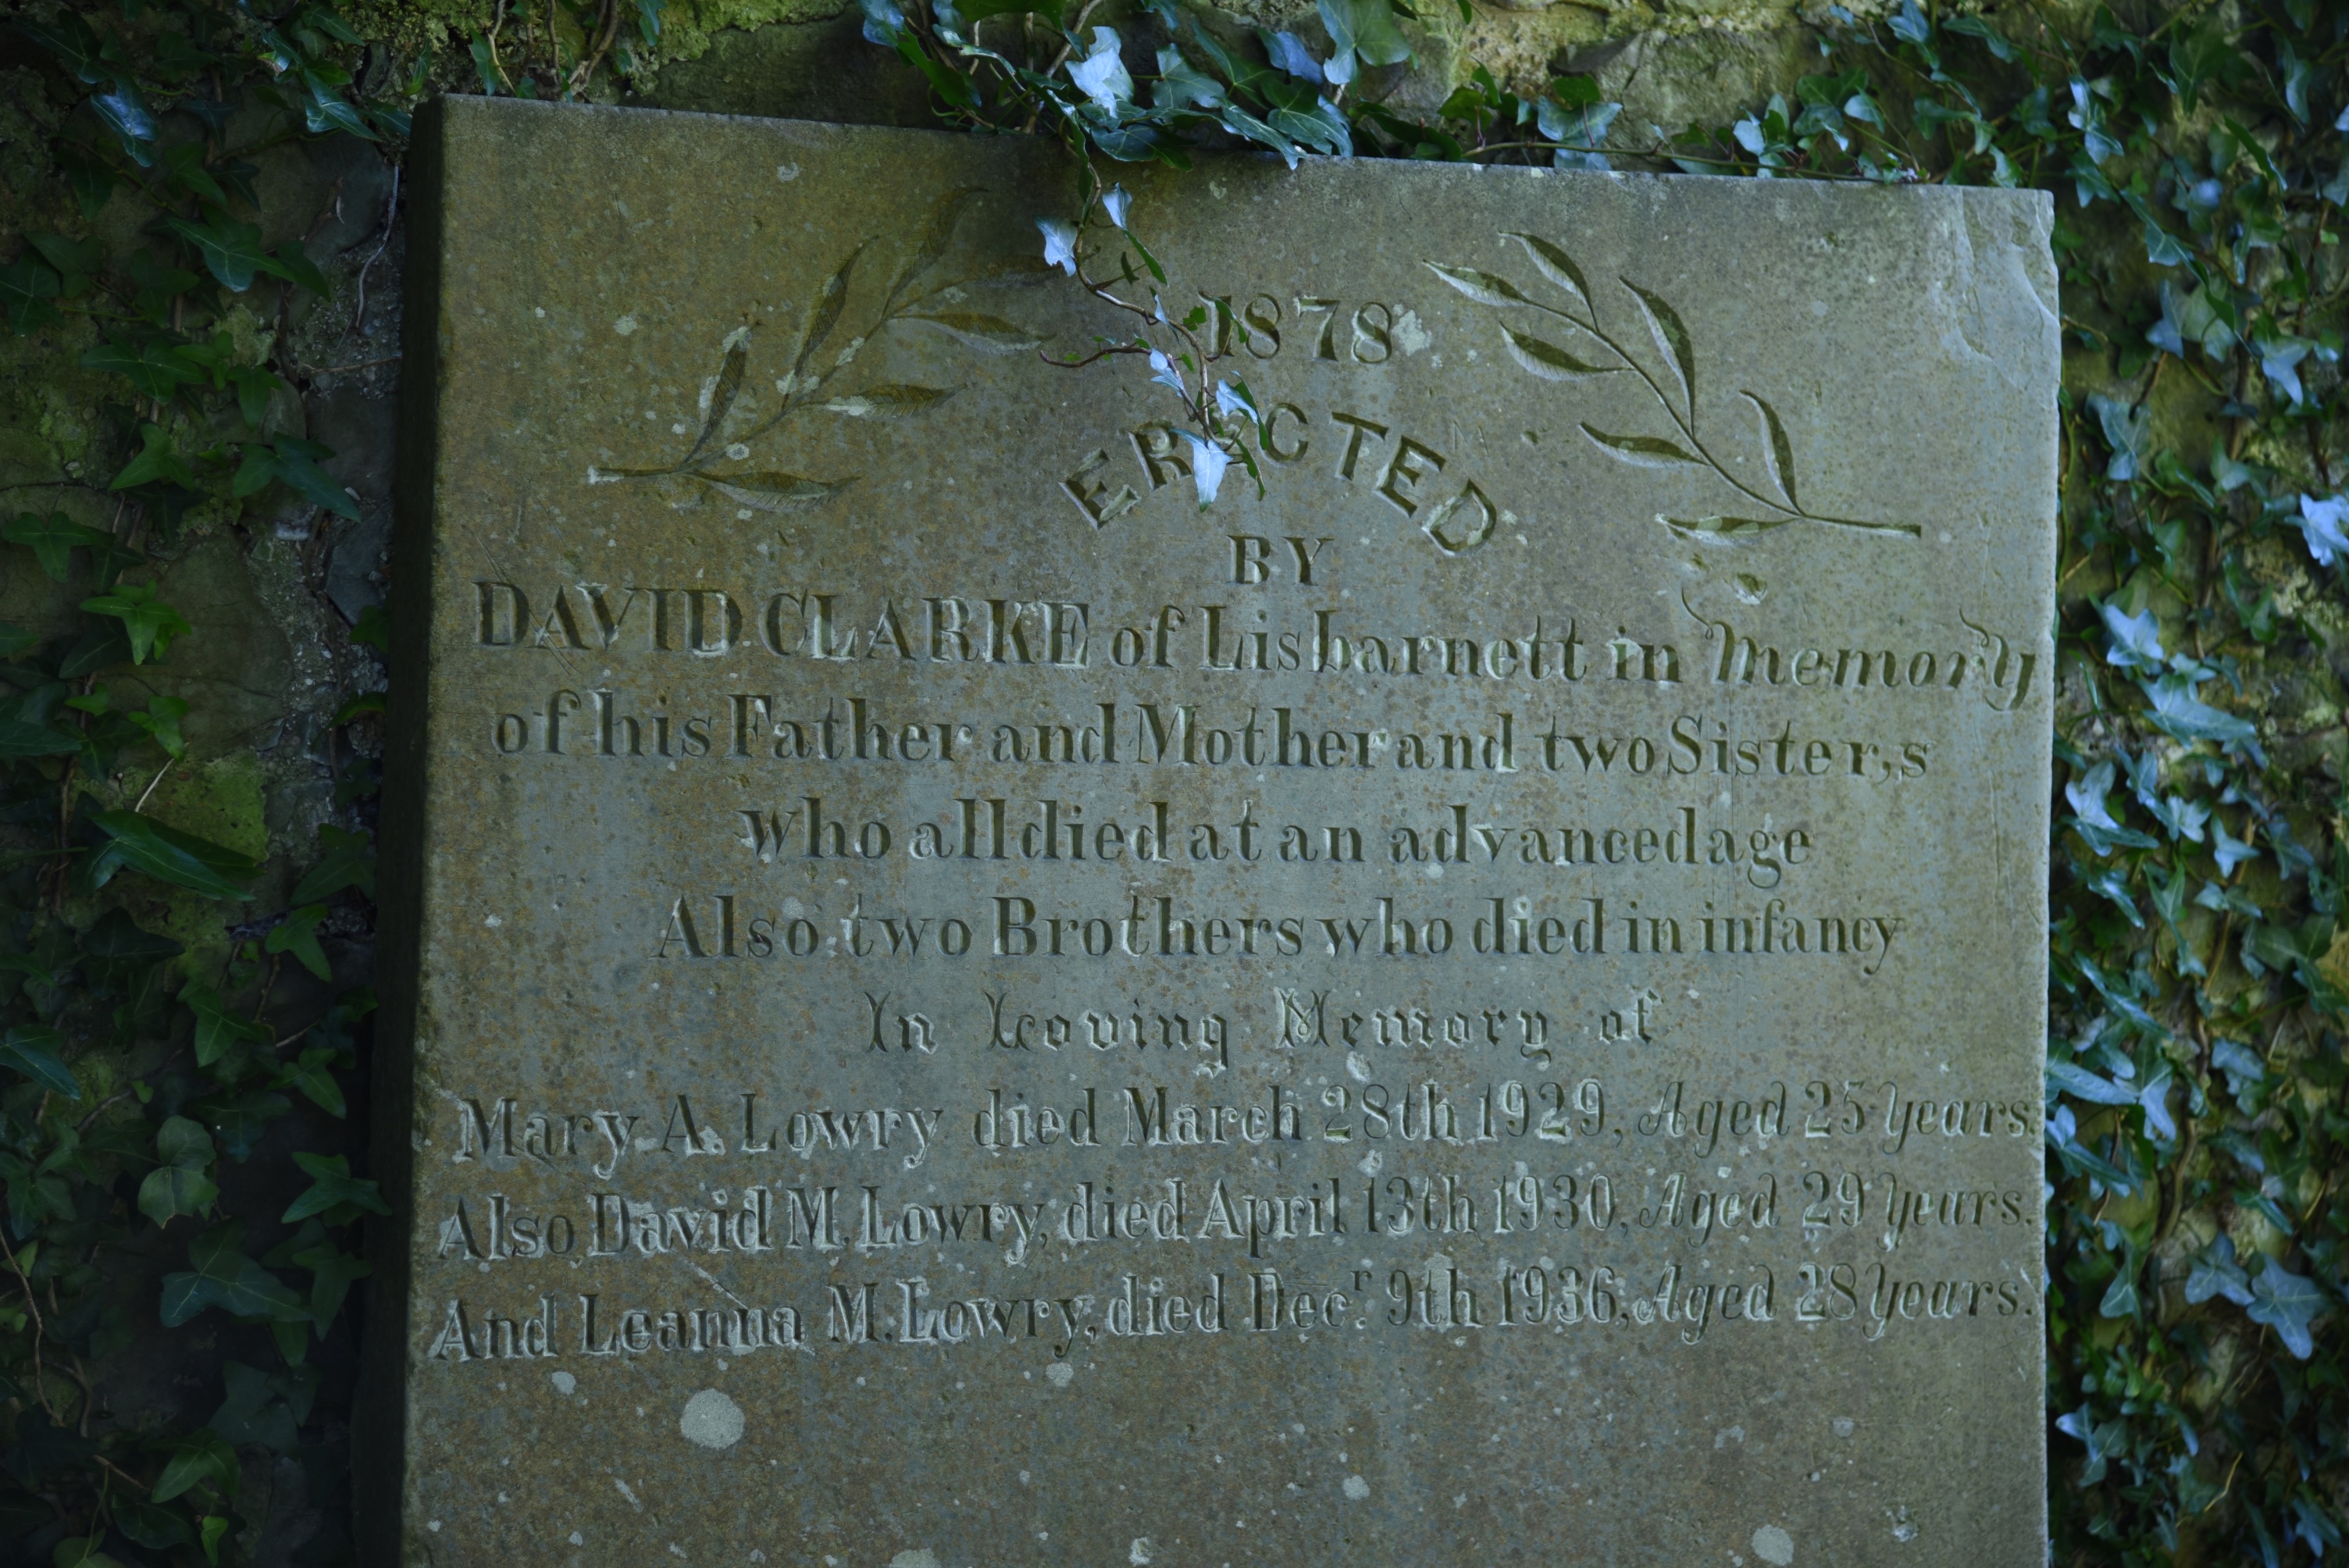 1878
ERECTED
BY
DAVID CLARKE of Lisbarnett in Memory
of his Father and Mother and two Sister,s
who all died at an advanced age
Also two Brothers who died in infancy
In Loving Memory of
Mary A. Lowry died March 28th 1929, Aged 25 Years.
Also David M. Lowry, died April 13th 1930, Aged 29 Years.
And Leanna M. Lowry, died Decr. 9th 1936, Aged 28 Years.